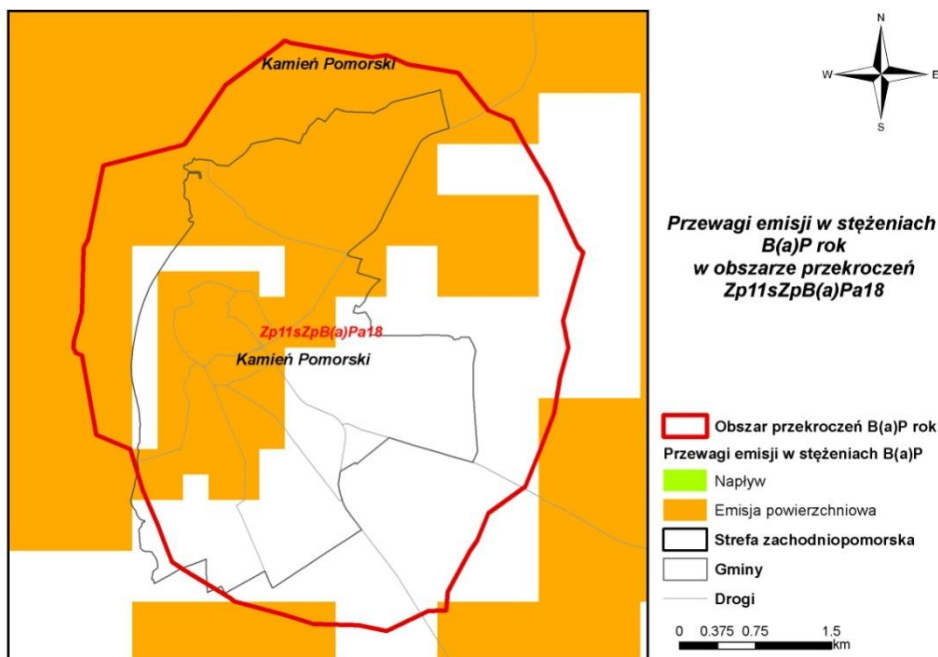 Kamień Pomorski
Zp11sZpB(a)Pa18
Kamień Pomorski
N
W
E
S
Przewagi emisji w stężeniach
B(a)P rok
w obszarze przekroczeń
Zp11sZpB(a)Pa18
Obszar przekroczeń B(a)P rok
Przewagi emisji w stężeniach B(a)P
Napływ
Emisja powierzchniowa
Strefa zachodniopomorska
Gminy
Drogi
0 0.375 0.75 1.5
km